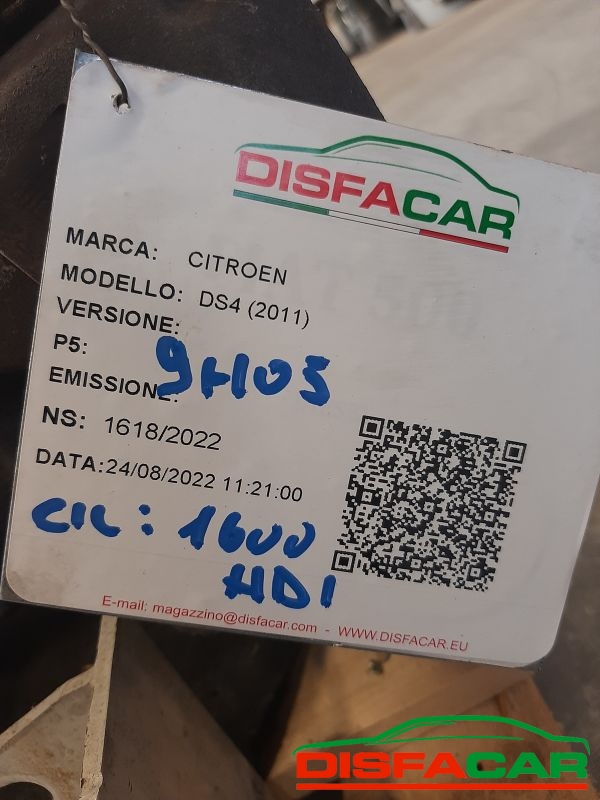 DISFACAR
MARCA: CITROEN
MODELLO: DS4 (2011)
VERSIONE:
P5: 9H05
EMISSIONE:
NS: 1618/2022
DATA:24/08/2022 11:21:00
CIL: 1600
HDI
E-mail: magazzino@disfacar.com - WWW.DISFACAR.EU
DISFACAR